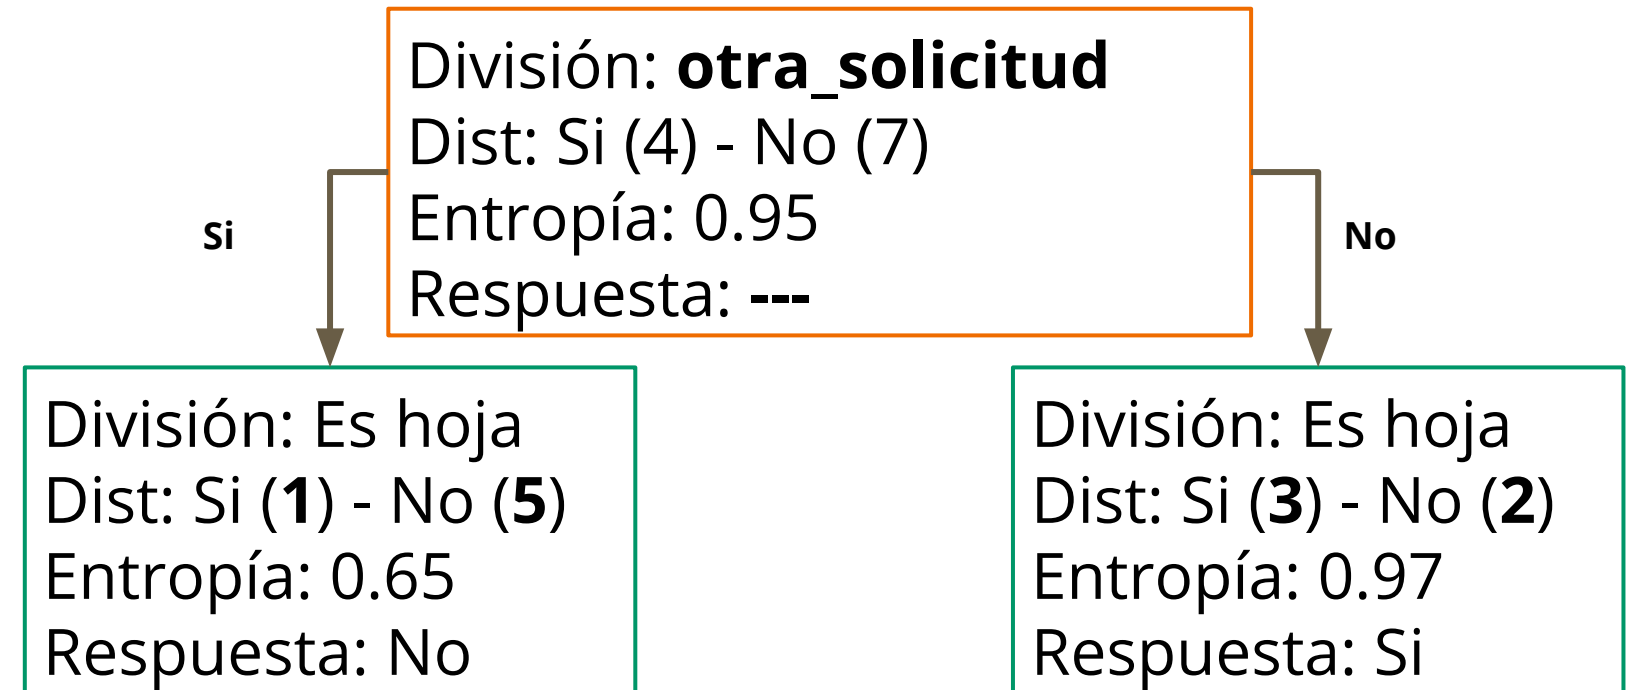 División: otra_solicitud
Dist: Si (4) - No (7)
Entropía: 0.95
Respuesta: ---
Si
No
División: Es hoja
Dist: Si (1) - No (5)
Entropía: 0.65
Respuesta: No
División: Es hoja
Dist: Si (3) - No (2)
Entropía: 0.97
Respuesta: Si